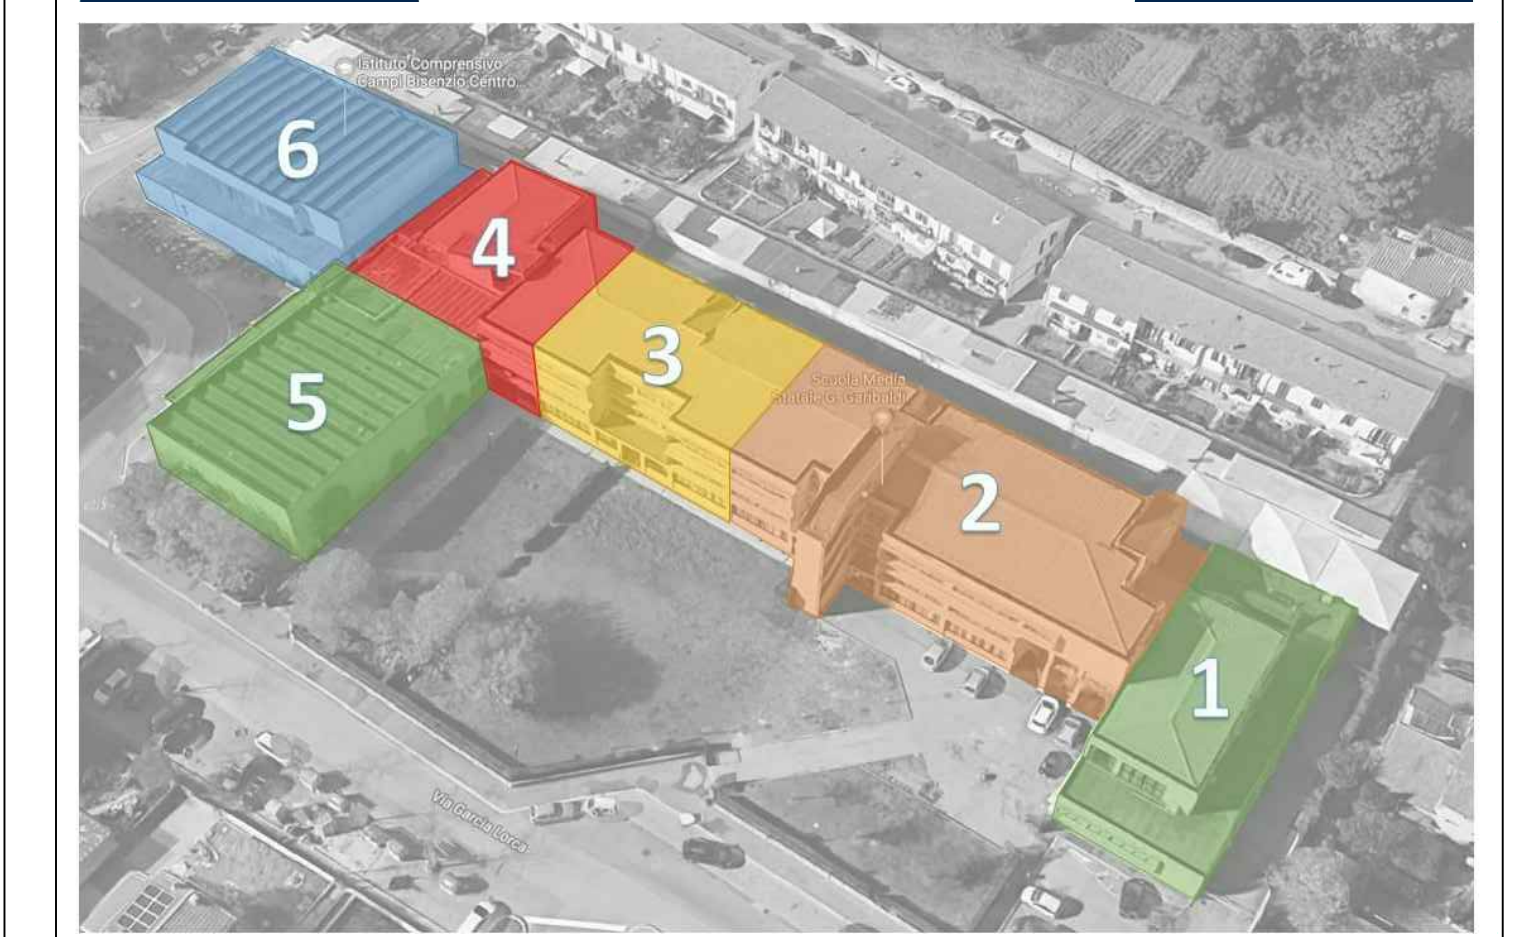 Istituto Comprensivo
Campi Bisenzio Centro...
6
4
3
5
Scuola Media
Statale G. Garibaldi
2
1
Via Garcia Lorca